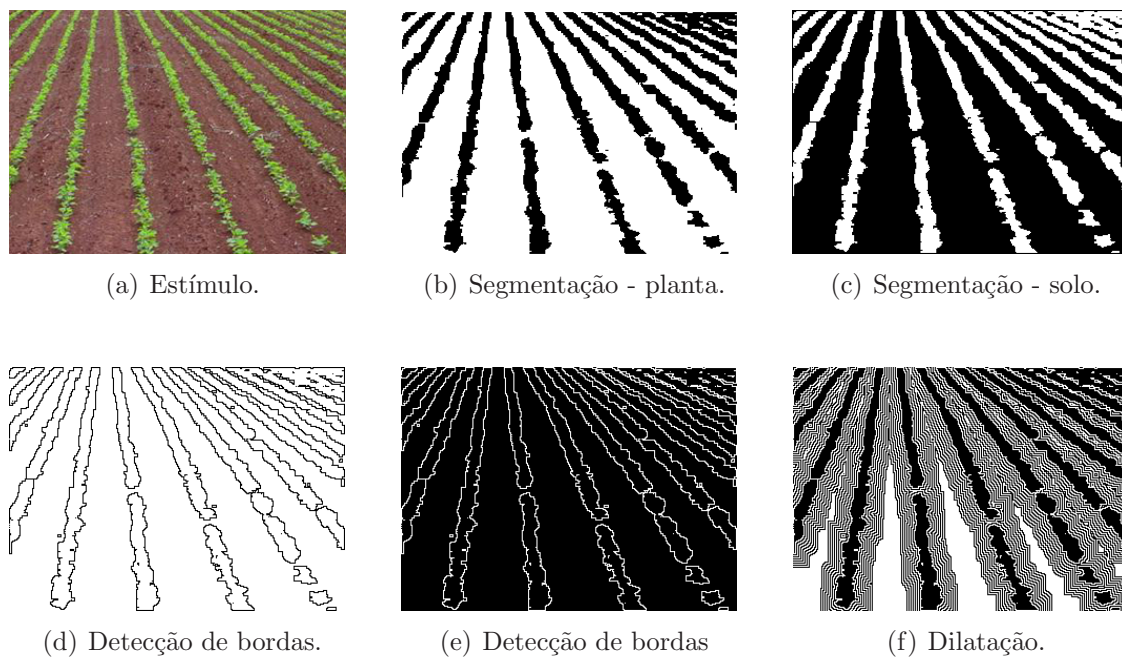 (a) Estímulo.
(b) Segmentação - planta.
(c) Segmentação - solo.
(d) Detecção de bordas.
(e) Detecção de bordas
(f) Dilatação.